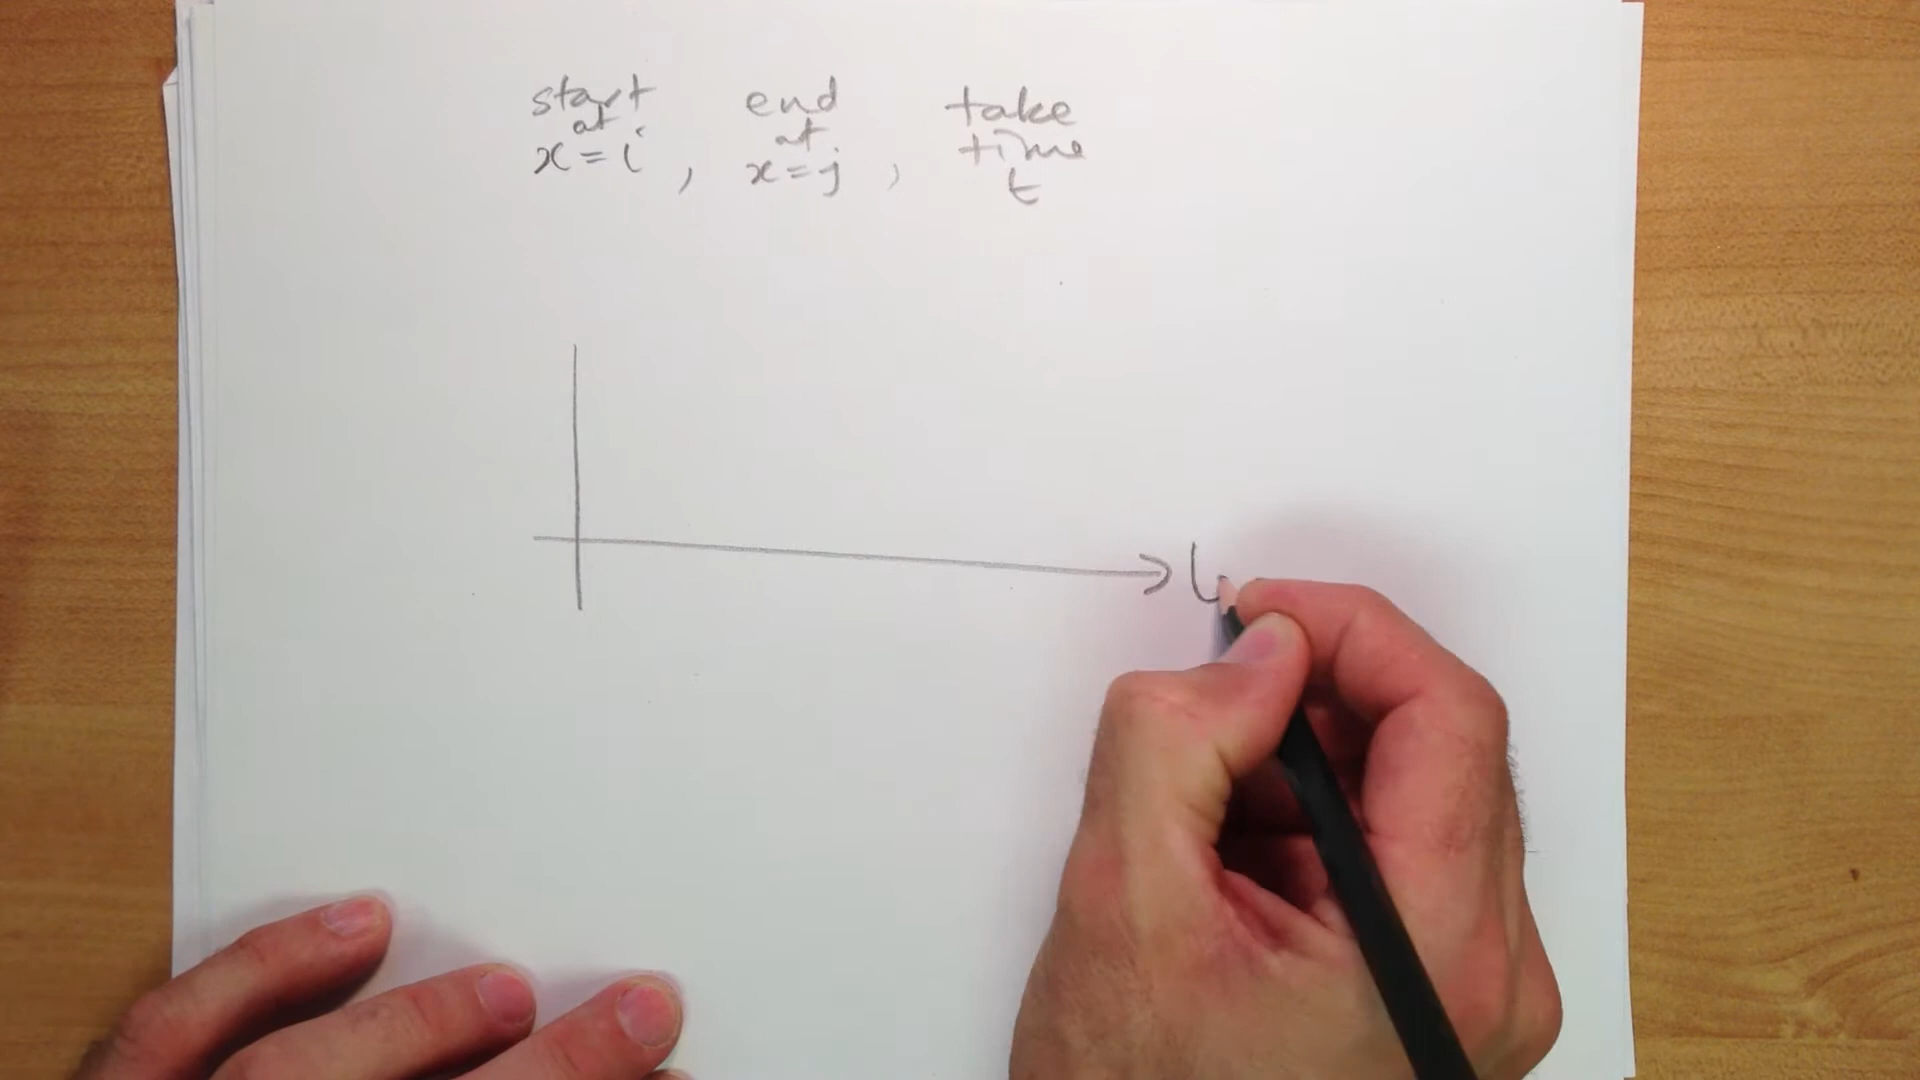 start end take
at at time
x = i , x = j , t